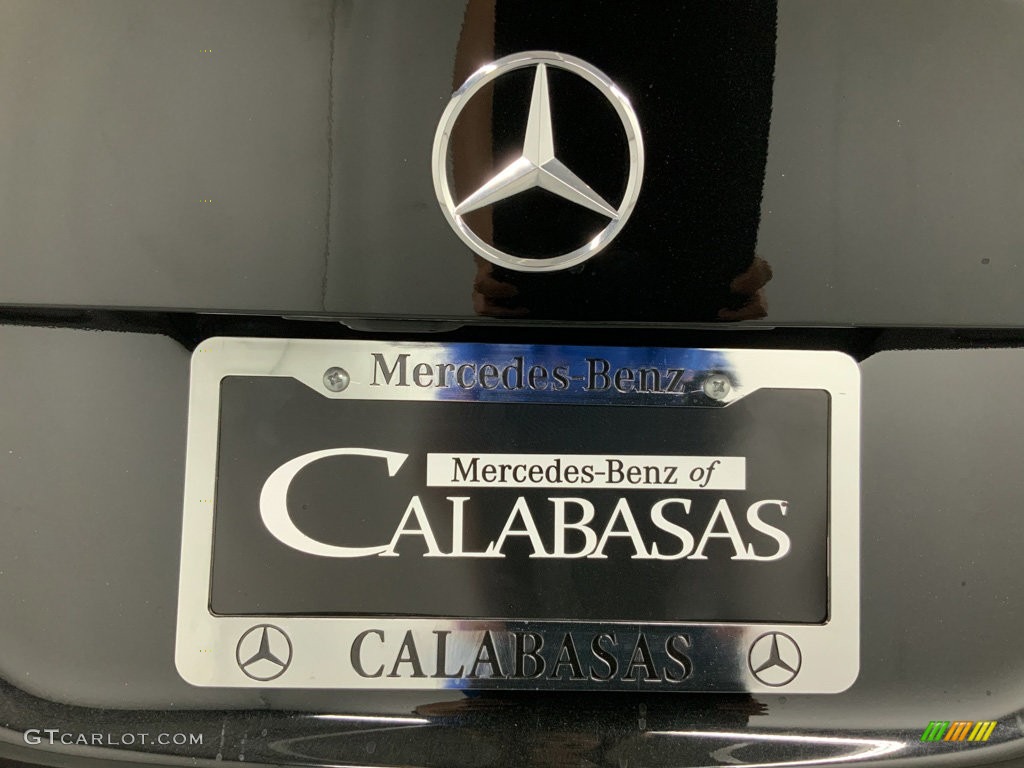 Mercedes-Benz
Mercedes-Benz of
CALABASAS
CALABASAS
GTCARLOT.COM